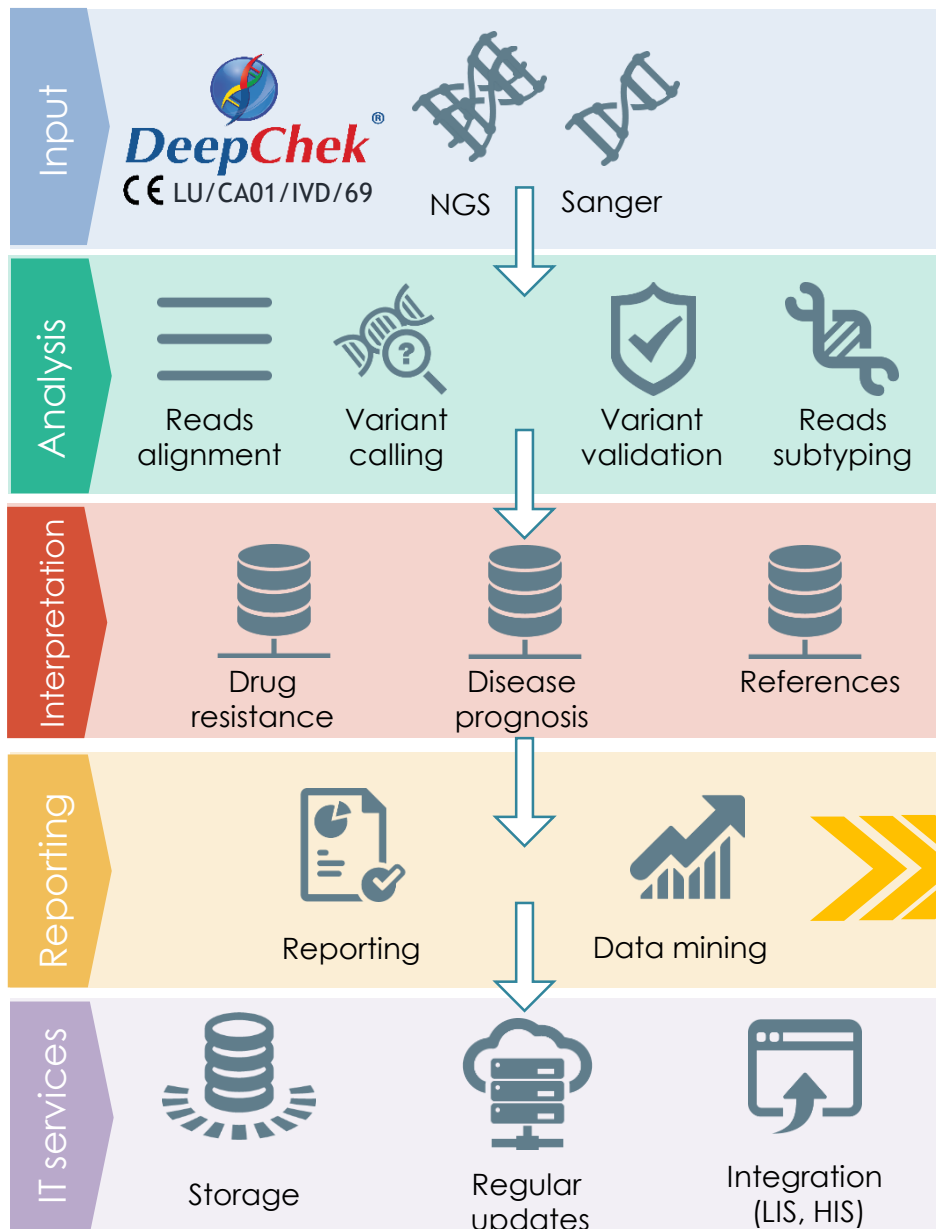 Input
DeepChek®
CE LU/CA01/IVD/69
NGS
Sanger
Analysis
Reads
alignment
Variant
calling
?
Variant
validation
Reads
subtyping
Interpretation
Drug
resistance
Disease
prognosis
References
Reporting
Reporting
Data mining
IT services
Storage
Regular
updates
Integration
(LIS, HIS)